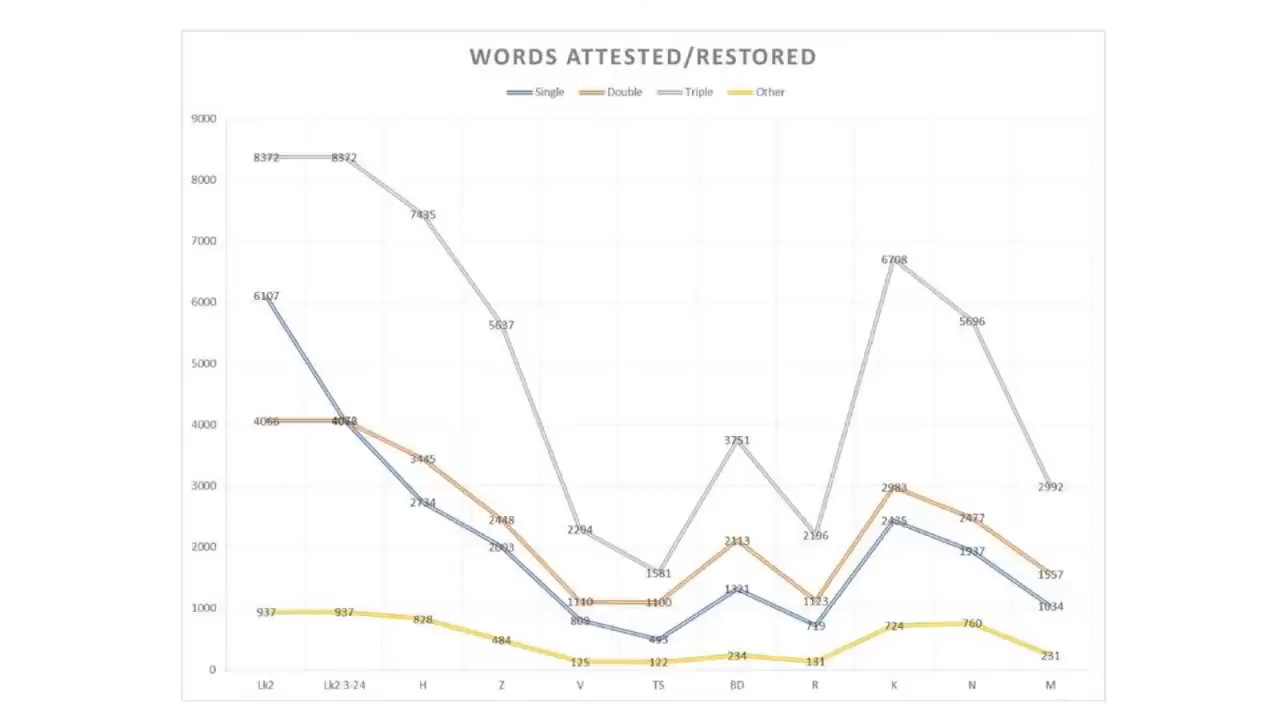 WORDS ATTESTED/RESTORED
Single Double Triple Other
9000
8000
7000
6000
5000
4000
3000
2000
1000
0
8372 8372 7435 5637 2294 1581 3751 2196 6708 5696 2992
6107 2734 2003 809 493 1321 719 2435 1937 1034
4066 3445 2448 1110 1100 2113 1123 2983 2477 1557
937 937 828 484 125 122 234 131 724 760 231
Lk2 Lk2 3-24 H Z V TS BD R K N M